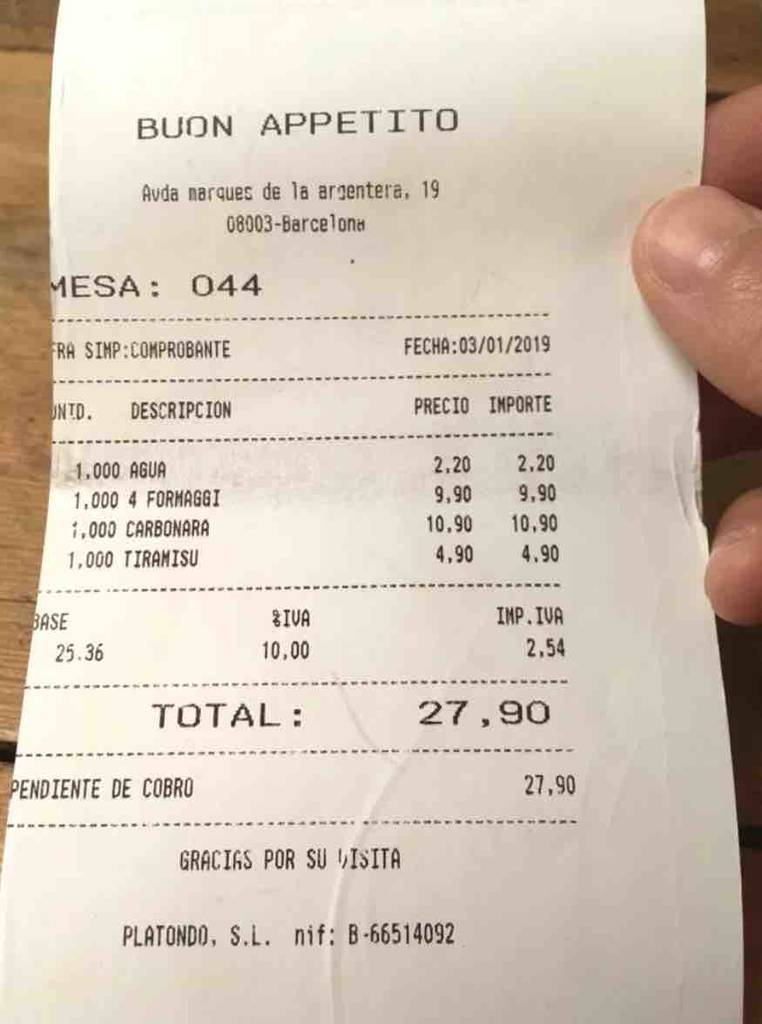 BUON APPETITO
Avda marques de la argentera, 19
08003-Barcelona
MESA: 044
FRA SIMP:COMPROBANTE FECHA:03/01/2019
UNTD. DESCRIPCION PRECIO IMPORTE
1,000 AGUA 2,20 2,20
1,000 4 FORMAGGI 9,90 9,90
1,000 CARBONARA 10,90 10,90
1,000 TIRAMISU 4,90 4,90
BASE %IVA IMP.IVA
25.36 10,00 2,54
TOTAL: 27,90
PENDIENTE DE COBRO 27,90
GRACIAS POR SU VISITA
PLATONDO, S.L. nif: B-66514092